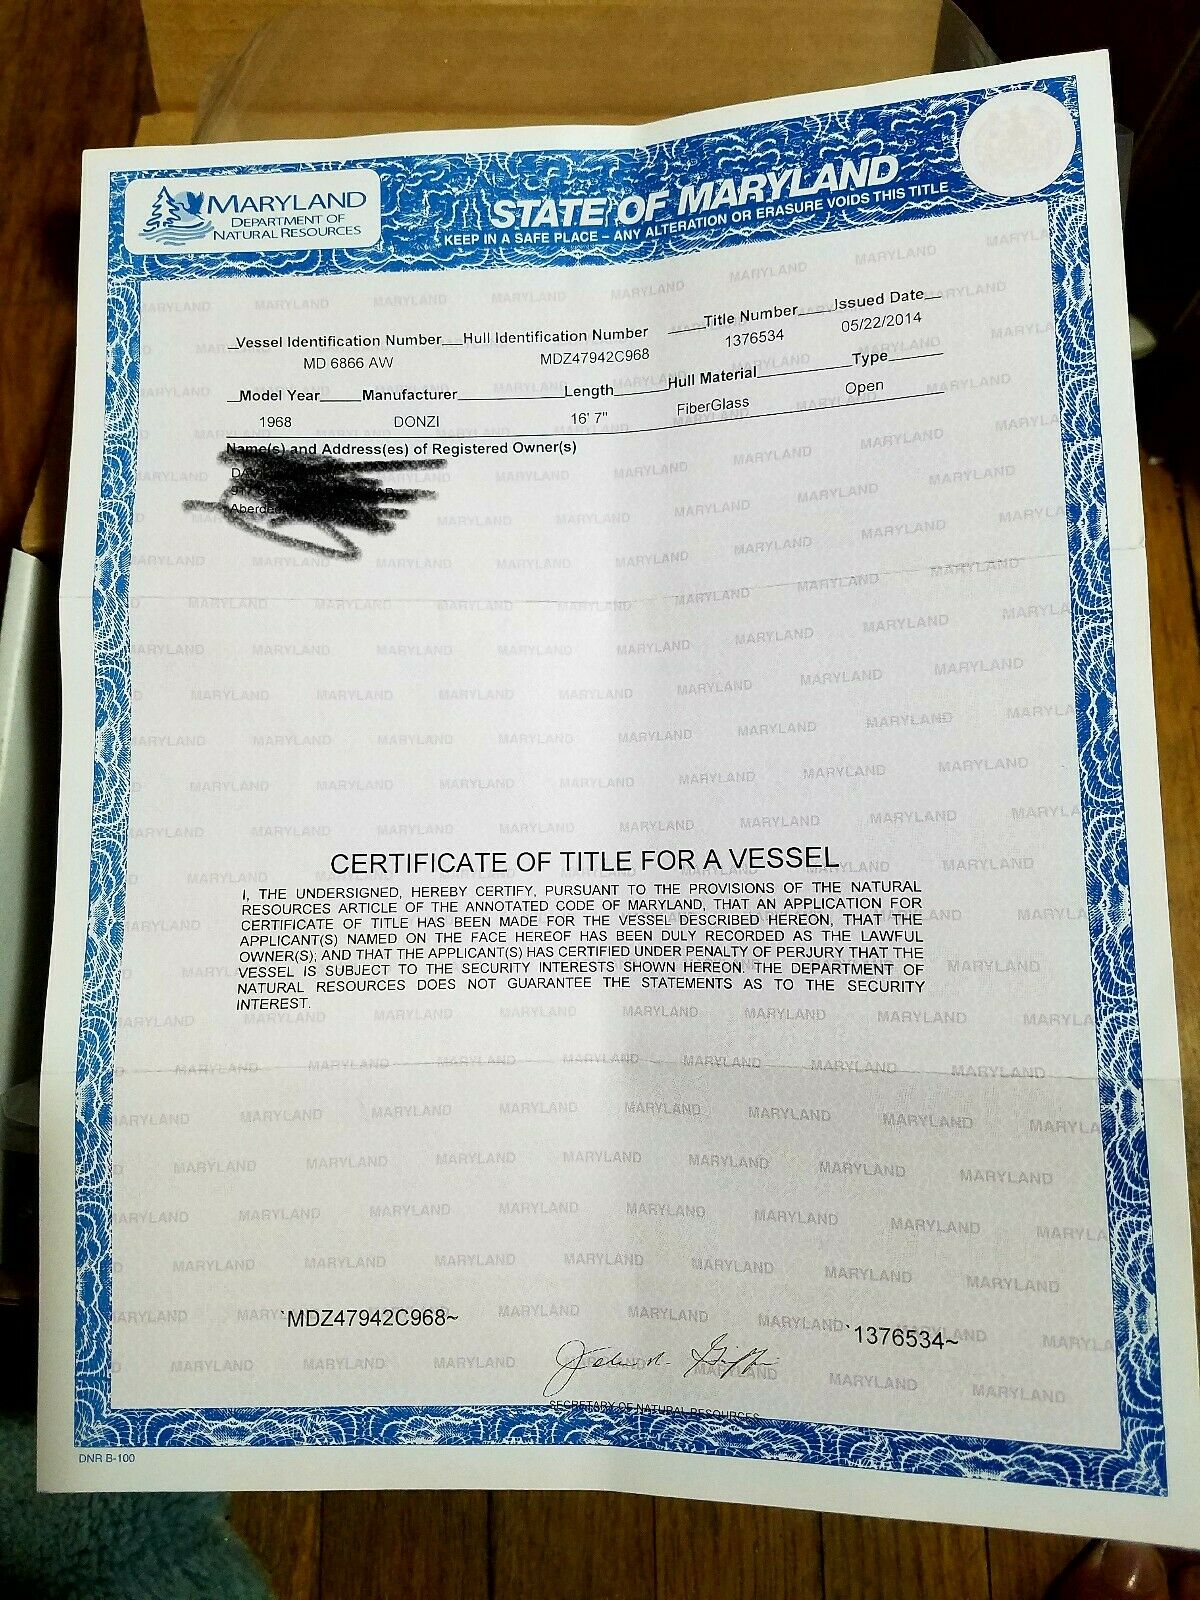 MARYLAND
DEPARTMENT OF
NATURAL RESOURCES
STATE OF MARYLAND
KEEP IN A SAFE PLACE – ANY ALTERATION OR ERASURE VOIDS THIS TITLE
Vessel Identification Number Hull Identification Number Title Number Issued Date
MD 6866 AW MDZ47942C968 1376534 05/22/2014
Model Year Manufacturer Length Hull Material Type
1968 DONZI 16' 7" FiberGlass Open
Name(s) and Address(es) of Registered Owner(s)
CERTIFICATE OF TITLE FOR A VESSEL
I, THE UNDERSIGNED, HEREBY CERTIFY, PURSUANT TO THE PROVISIONS OF THE NATURAL
RESOURCES ARTICLE OF THE ANNOTATED CODE OF MARYLAND, THAT AN APPLICATION FOR
CERTIFICATE OF TITLE HAS BEEN MADE FOR THE VESSEL DESCRIBED HEREON, THAT THE
APPLICANT(S) NAMED ON THE FACE HEREOF HAS BEEN DULY RECORDED AS THE LAWFUL
OWNER(S); AND THAT THE APPLICANT(S) HAS CERTIFIED UNDER PENALTY OF PERJURY THAT THE
VESSEL IS SUBJECT TO THE SECURITY INTERESTS SHOWN HEREON. THE DEPARTMENT OF
NATURAL RESOURCES DOES NOT GUARANTEE THE STATEMENTS AS TO THE SECURITY
INTEREST.
`MDZ47942C968~ `1376534~
SECRETARY OF NATURAL RESOURCES
DNR B-100